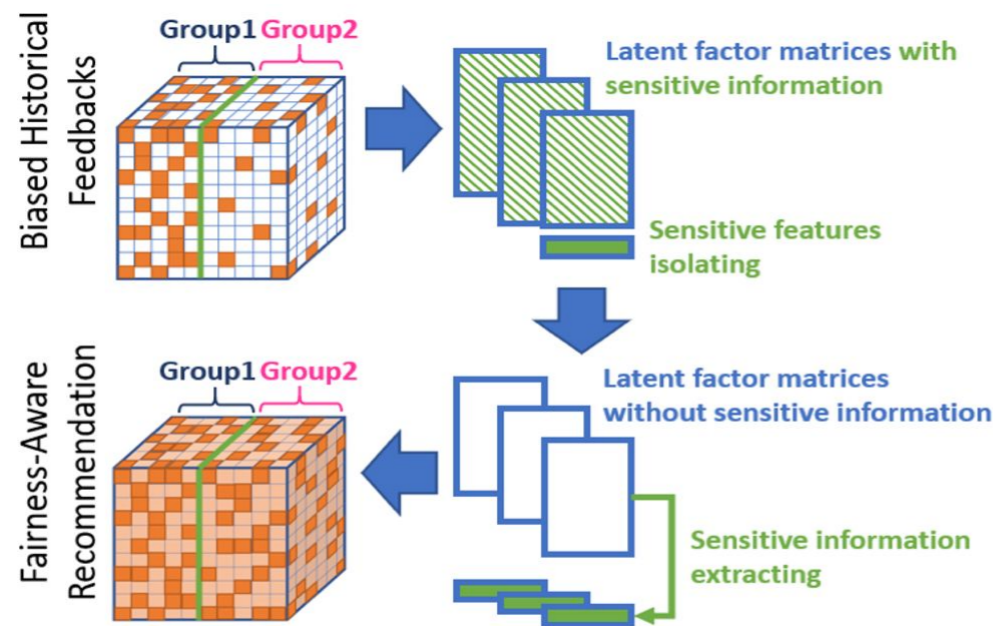 Biased Historical
Feedbacks
Group1 Group2
Latent factor matrices with
sensitive information
Sensitive features
isolating
Fairness-Aware
Recommendation
Group1 Group2
Latent factor matrices
without sensitive information
Sensitive information
extracting